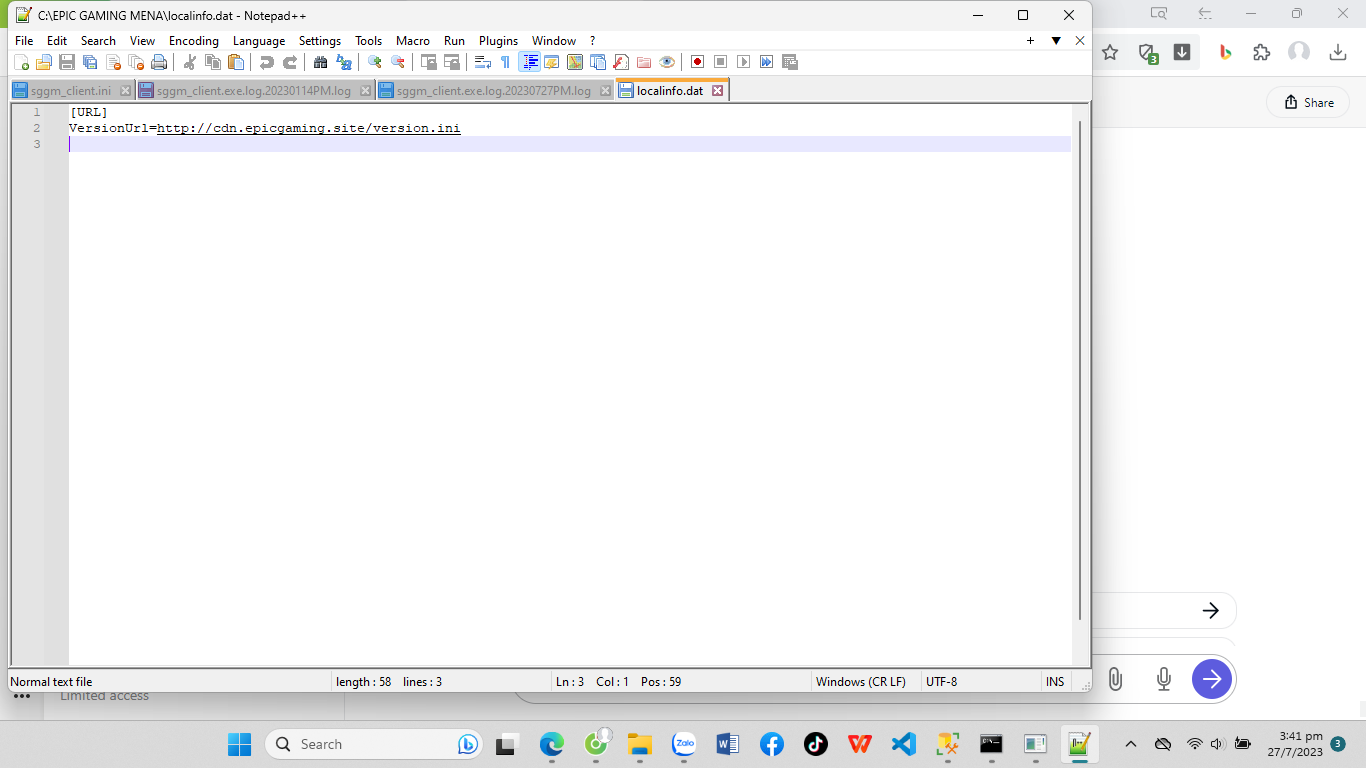 C:\EPIC GAMING MENA\localinfo.dat - Notepad++
File Edit Search View Encoding Language Settings Tools Macro Run Plugins Window ?
sggm_client.ini sggm_client.exe.log.20230114PM.log sggm_client.exe.log.20230727PM.log localinfo.dat
1 [URL]
2 VersionUrl=http://cdn.epicgaming.site/version.ini
3
3
Share
Normal text file length : 58 lines : 3 Ln : 3 Col : 1 Pos : 59 Windows (CR LF) UTF-8 INS
Limited access
Search
Zalo
3:41 pm
27/7/2023
3